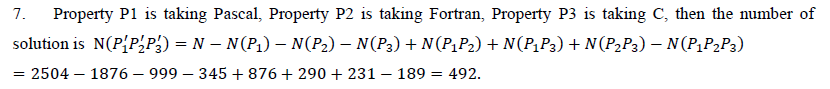 7. Property P1 is taking Pascal, Property P2 is taking Fortran, Property P3 is taking C, then the number of
solution is N(P₁′P₂′P₃′) = N − N(P₁) − N(P₂) − N(P₃) + N(P₁P₂) + N(P₁P₃) + N(P₂P₃) − N(P₁P₂P₃)
= 2504 − 1876 − 999 − 345 + 876 + 290 + 231 − 189 = 492.